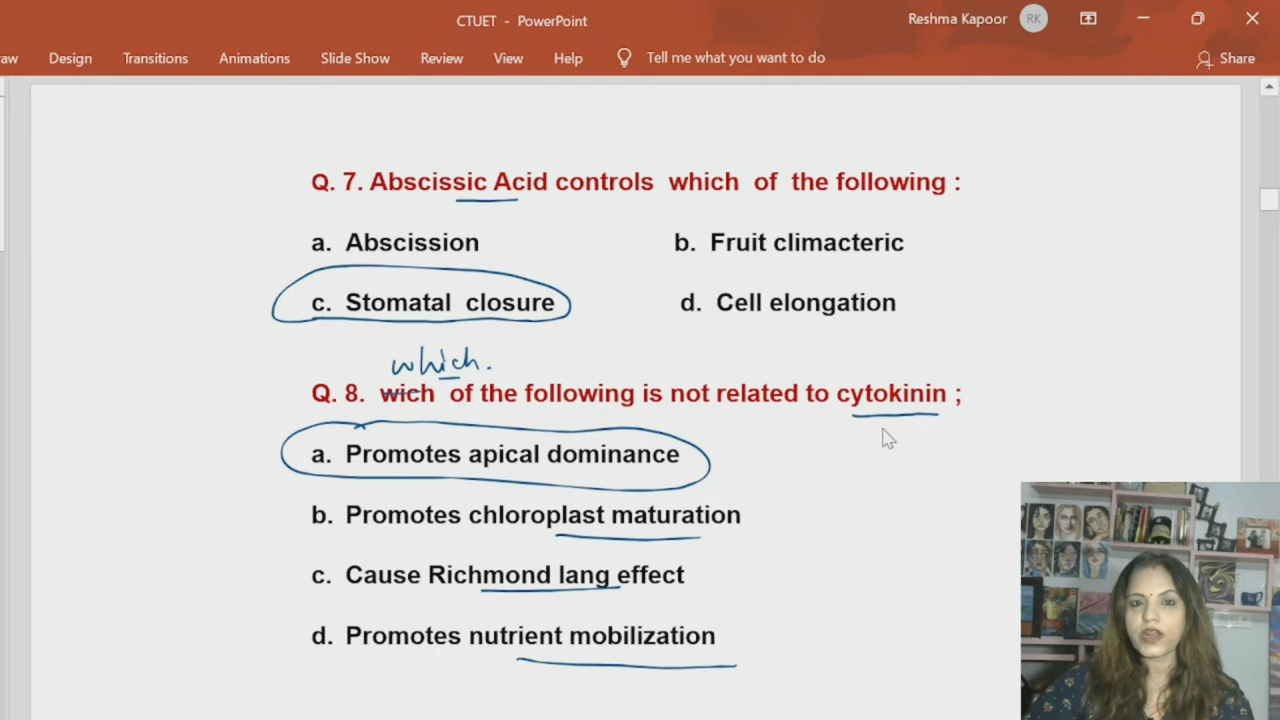 CTUET - PowerPoint
Reshma Kapoor RK
aw Design Transitions Animations Slide Show Review View Help Tell me what you want to do Share
Q. 7. Abscissic Acid controls which of the following :
a. Abscission b. Fruit climacteric
c. Stomatal closure d. Cell elongation
which.
Q. 8. wich of the following is not related to cytokinin ;
a. Promotes apical dominance
b. Promotes chloroplast maturation
c. Cause Richmond lang effect
d. Promotes nutrient mobilization